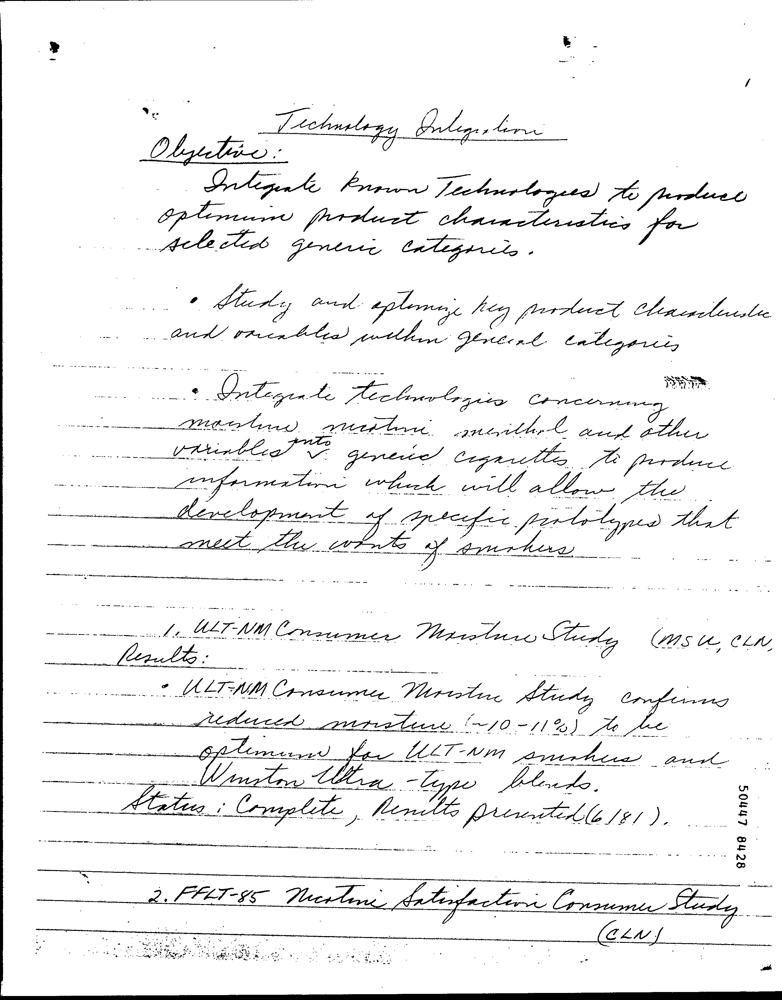 Technology Integration
Objective:
Integrate known Technologies to produce
optimum product characteristics for
selected generic categories.
• Study and optimize key product characteristic
and variables within general categories
• Integrate technologies concerning
moisture nicotine menthol and other
variables into generic cigarettes to produce
information which will allow the
development of specific prototypes that
meet the wants of smokers
1. ULT-NM Consumer Moisture Study (MSU, CLN,
Results:
• ULT-NM Consumer Moisture Study confirms
reduced moisture (~10-11%) to be
optimum for ULT-NM smokers and
Winston Ultra-type blends.
Status: Complete, Results presented (6/81).
2. FFLT-85 Nicotine Satisfaction Consumer Study
(CLN)
50447 8428